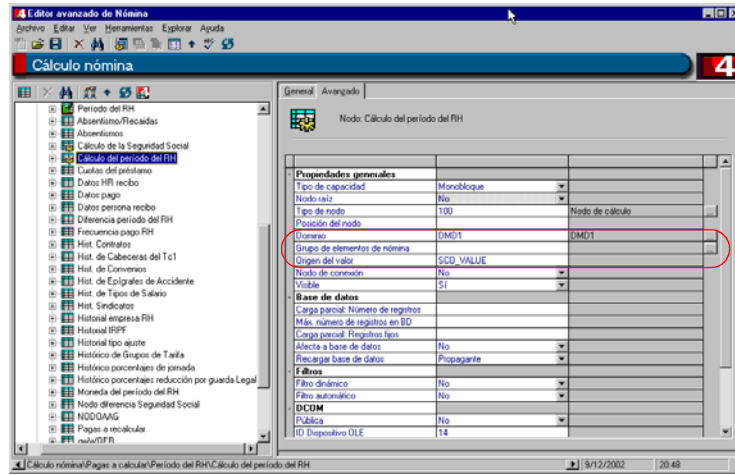 Editor avanzado de Nómina
Archivo Editar Ver Herramientas Explorar Ayuda
Cálculo nómina
4
General Avanzado
Nodo: Cálculo del período del RH
Período del RH
Absentismo/Recaídas
Absentismos
Cálculo de la Seguridad Social
Cálculo del período del RH
Cuotas del préstamo
Datos HR recibo
Datos pago
Datos persona recibo
Diferencia período del RH
Frecuencia pago RH
Hist. Contratos
Hist. de Cabeceras del Tc1
Hist. de Convenios
Hist. de Epígrafes de Accidente
Hist. de Tipos de Salario
Hist. Sindicatos
Historial empresa RH
Historial IRPF
Historial tipo ajuste
Histórico de Grupos de Tarifa
Histórico porcentajes de jornada
Histórico porcentajes reducción por guarda Legal
Moneda del período del RH
Nodo diferencia Seguridad Social
NODOAAG
Pagas a recalcular
Propiedades generales
Tipo de capacidad Monobloque
Nodo raíz No
Tipo de nodo 100 Nodo de cálculo
Posición del nodo
Dominio DMD1 DMD1
Grupo de elementos de nómina
Origen del valor SCO_VALUE
Nodo de conexión No
Visible Sí
Base de datos
Carga parcial: Número de registros
Máx. número de registros en BD
Carga parcial: Registros fijos
Afecta a base de datos No
Recargar base de datos Propagante
Filtros
Filtro dinámico No
Filtro automático No
DCOM
Pública No
ID Dispositivo OLE 14
Cálculo nómina\Pagas a calcular\Período del RH\Cálculo del período del RH
9/12/2002 20:48